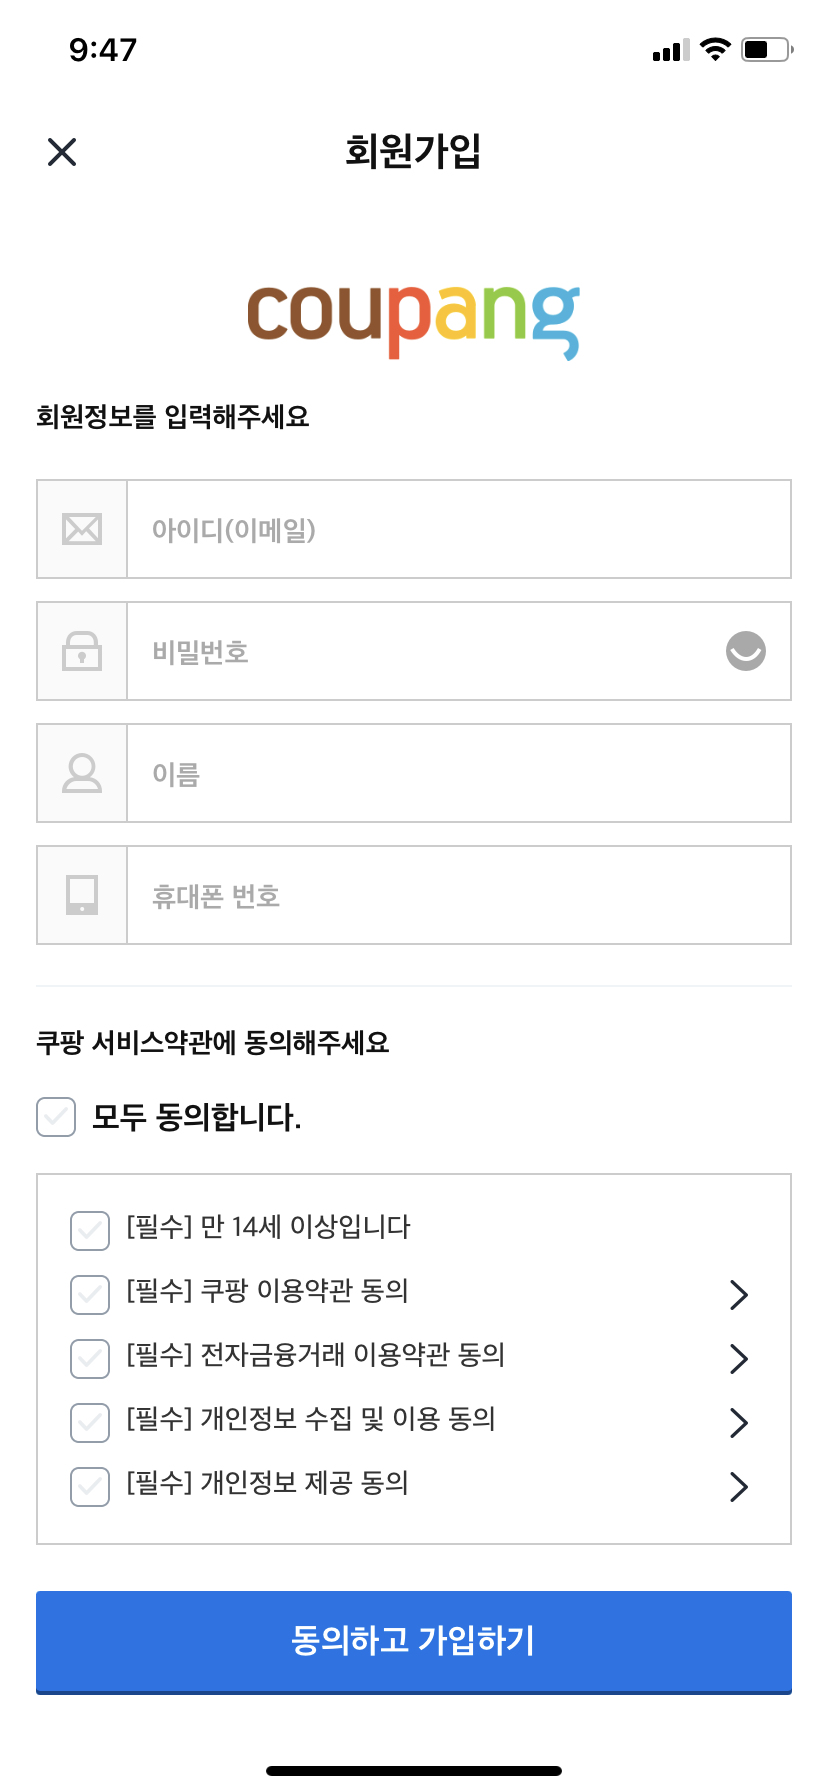 9:47
회원가입
coupang
회원정보를 입력해주세요
아이디(이메일)
비밀번호
이름
휴대폰 번호
쿠팡 서비스약관에 동의해주세요
모두 동의합니다.
[필수] 만 14세 이상입니다
[필수] 쿠팡 이용약관 동의
[필수] 전자금융거래 이용약관 동의
[필수] 개인정보 수집 및 이용 동의
[필수] 개인정보 제공 동의
동의하고 가입하기